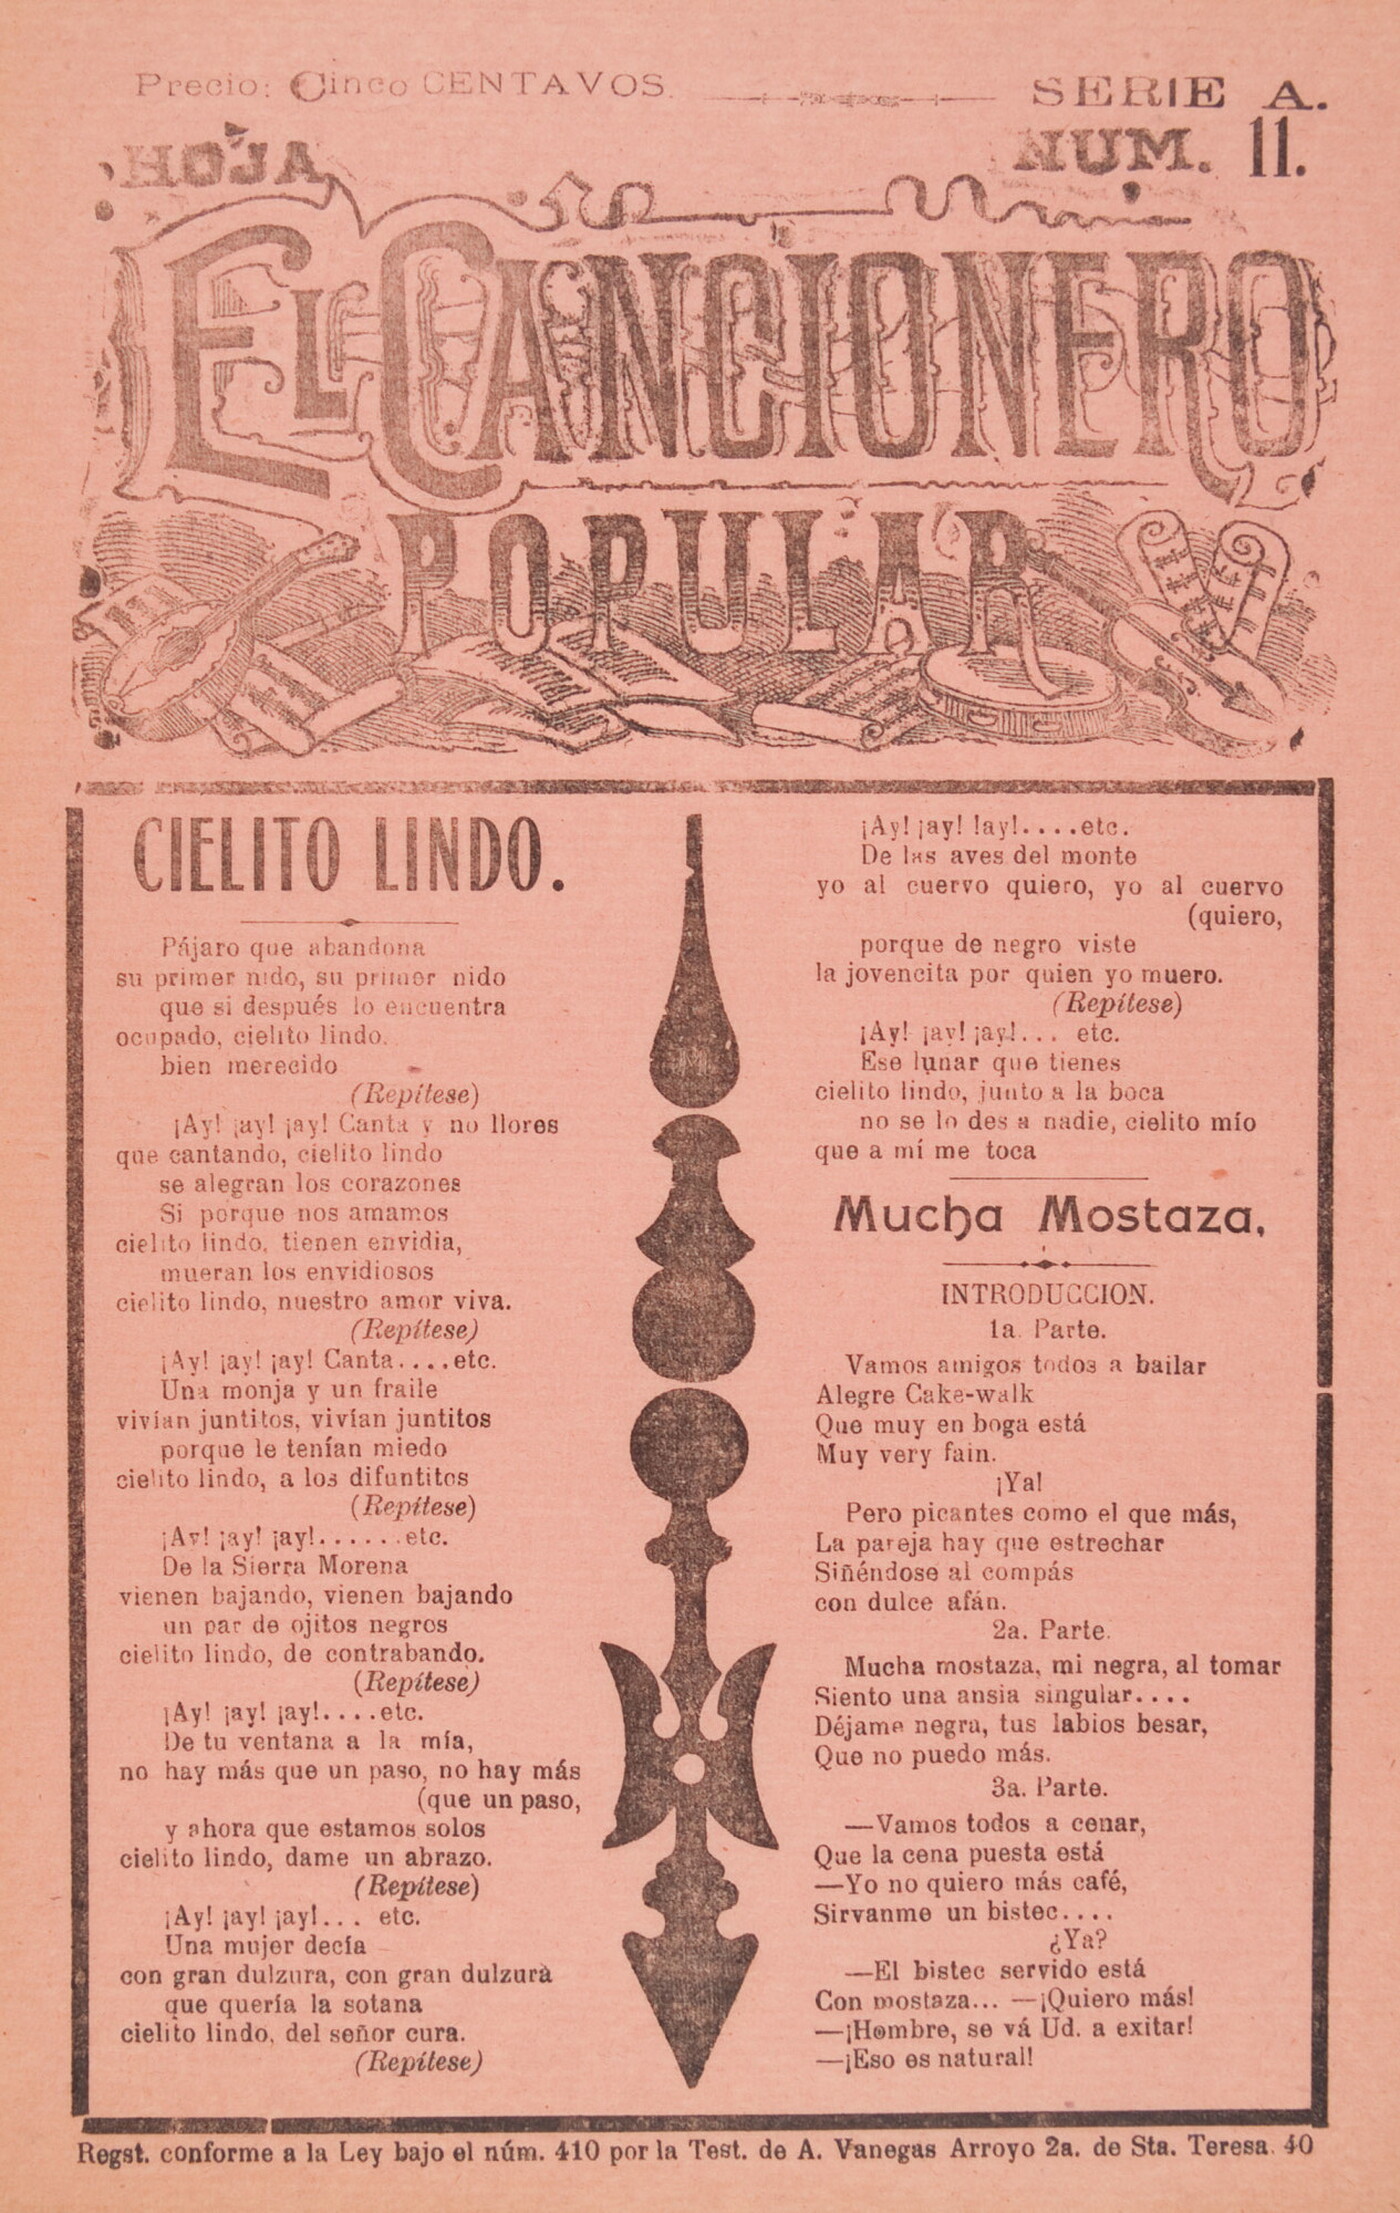 Precio: Cinco CENTAVOS.
SERIE A.
HOJA
NUM. 11.
EL CANCIONERO
POPULAR
CIELITO LINDO.
Pájaro que abandona
su primer nido, su primer nido
que si después lo encuentra
ocupado, cielito lindo.
bien merecido
(Repítese)
¡Ay! ¡ay! ¡ay! Canta y no llores
que cantando, cielito lindo
se alegran los corazones
Si porque nos amamos
cielito lindo, tienen envidia,
mueran los envidiosos
cielito lindo, nuestro amor viva.
(Repítese)
¡Ay! ¡ay! ¡ay! Canta....etc.
Una monja y un fraile
vivían juntitos, vivían juntitos
porque le tenían miedo
cielito lindo, a los difuntitos
(Repítese)
¡Ay! ¡ay! ¡ay!......etc.
De la Sierra Morena
vienen bajando, vienen bajando
un par de ojitos negros
cielito lindo, de contrabando.
(Repítese)
¡Ay! ¡ay! ¡ay!....etc.
De tu ventana a la mía,
no hay más que un paso, no hay más
(que un paso,
y ahora que estamos solos
cielito lindo, dame un abrazo.
(Repítese)
¡Ay! ¡ay! ¡ay!... etc.
Una mujer decía
con gran dulzura, con gran dulzura
que quería la sotana
cielito lindo, del señor cura.
(Repítese)
¡Ay! ¡ay! !ay!....etc.
De las aves del monte
yo al cuervo quiero, yo al cuervo
(quiero,
porque de negro viste
la jovencita por quien yo muero.
(Repítese)
¡Ay! ¡ay! ¡ay!... etc.
Ese lunar que tienes
cielito lindo, junto a la boca
no se lo des a nadie, cielito mío
que a mí me toca
Mucha Mostaza,
INTRODUCCION.
1a. Parte.
Vamos amigos todos a bailar
Alegre Cake-walk
Que muy en boga está
Muy very fain.
¡Ya!
Pero picantes como el que más,
La pareja hay que estrechar
Siñéndose al compás
con dulce afán.
2a. Parte.
Mucha mostaza, mi negra, al tomar
Siento una ansia singular....
Déjame negra, tus labios besar,
Que no puedo más.
3a. Parte.
—Vamos todos a cenar,
Que la cena puesta está
—Yo no quiero más café,
Sirvanme un bistec....
¿Ya?
—El bistec servido está
Con mostaza... —¡Quiero más!
—¡Hombre, se vá Ud. a exitar!
—¡Eso es natural!
Regst. conforme a la Ley bajo el núm. 410 por la Test. de A. Vanegas Arroyo 2a. de Sta. Teresa. 40